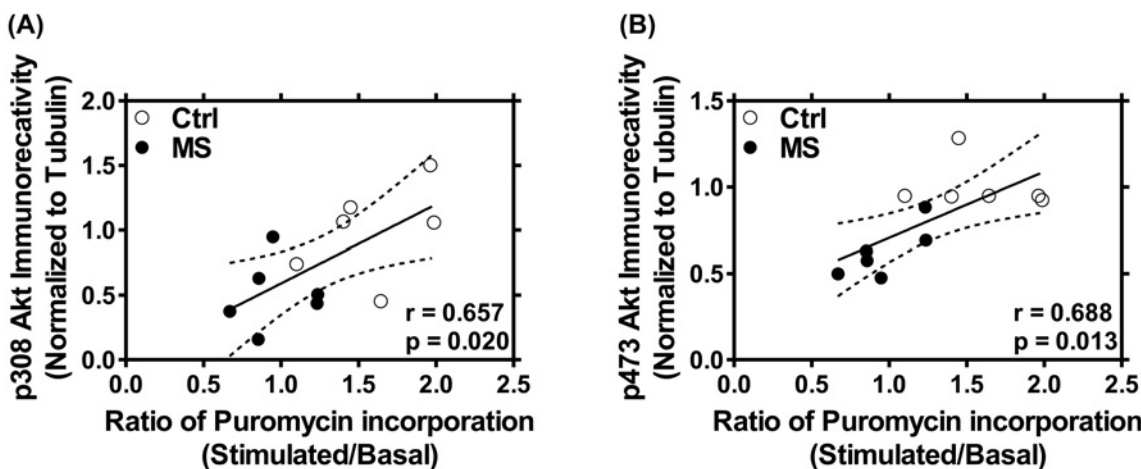 (A)
p308 Akt Immunorecativity
(Normalized to Tubulin)
2.0
1.5
1.0
0.5
0.0
Ctrl
MS
r = 0.657
p = 0.020
0.0 0.5 1.0 1.5 2.0 2.5
Ratio of Puromycin incorporation
(Stimulated/Basal)
(B)
p473 Akt Immunorecativity
(Normalized to Tubulin)
1.5
1.0
0.5
0.0
Ctrl
MS
r = 0.688
p = 0.013
0.0 0.5 1.0 1.5 2.0 2.5
Ratio of Puromycin incorporation
(Stimulated/Basal)